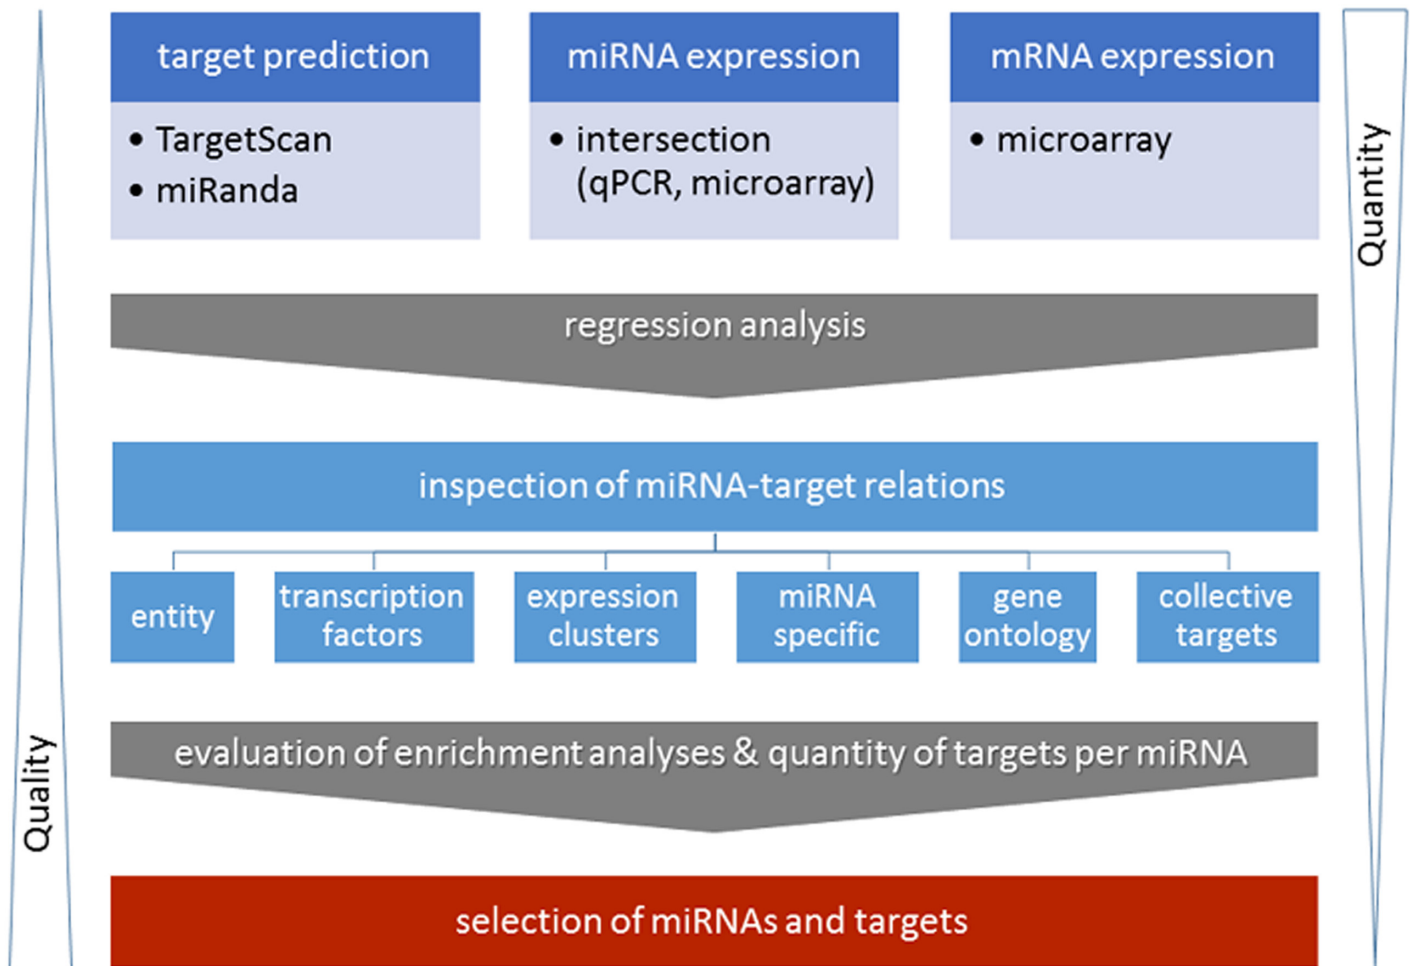 target prediction
• TargetScan
• miRanda
miRNA expression
• intersection
(qPCR, microarray)
mRNA expression
• microarray
Quantity
regression analysis
inspection of miRNA-target relations
entity
transcription
factors
expression
clusters
miRNA
specific
gene
ontology
collective
targets
Quality
evaluation of enrichment analyses & quantity of targets per miRNA
selection of miRNAs and targets